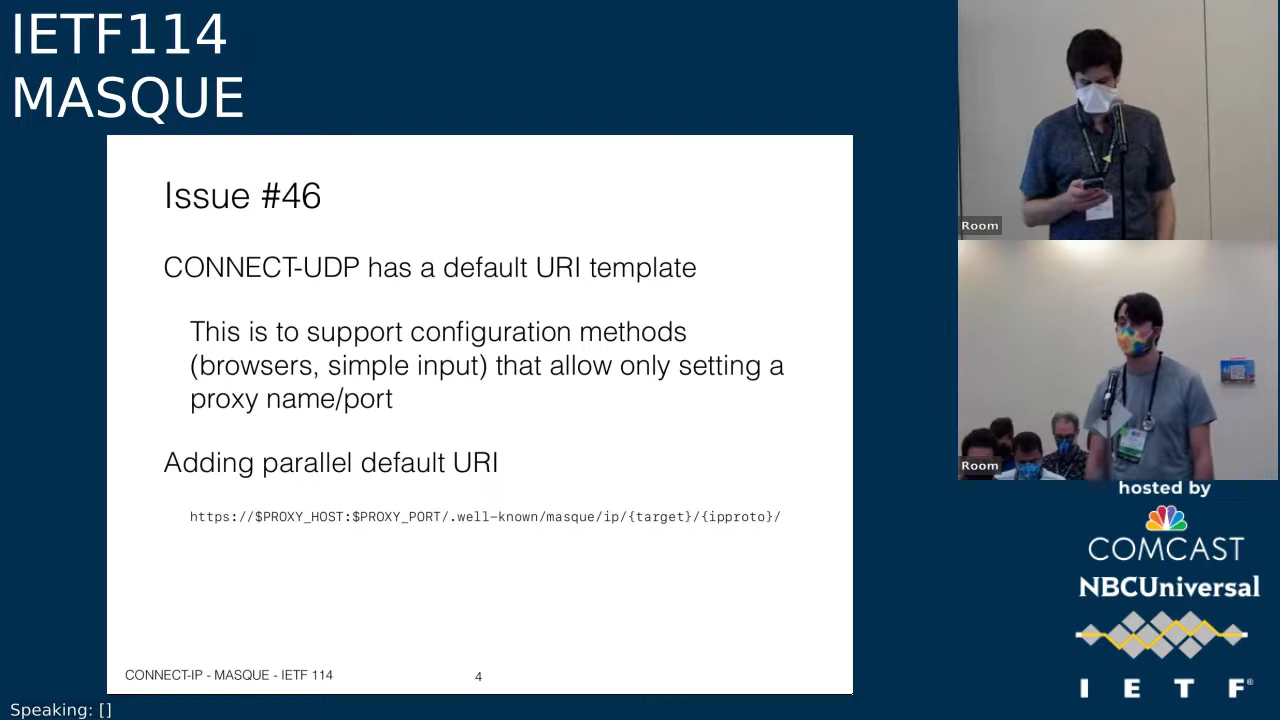 IETF114
MASQUE
Issue #46
CONNECT-UDP has a default URI template
This is to support configuration methods
(browsers, simple input) that allow only setting a
proxy name/port
Adding parallel default URI
https://$PROXY_HOST:$PROXY_PORT/.well-known/masque/ip/{target}/{ipproto}/
CONNECT-IP - MASQUE - IETF 114
4
Room
Room
hosted by
COMCAST
NBCUniversal
I E T F®
Speaking: []